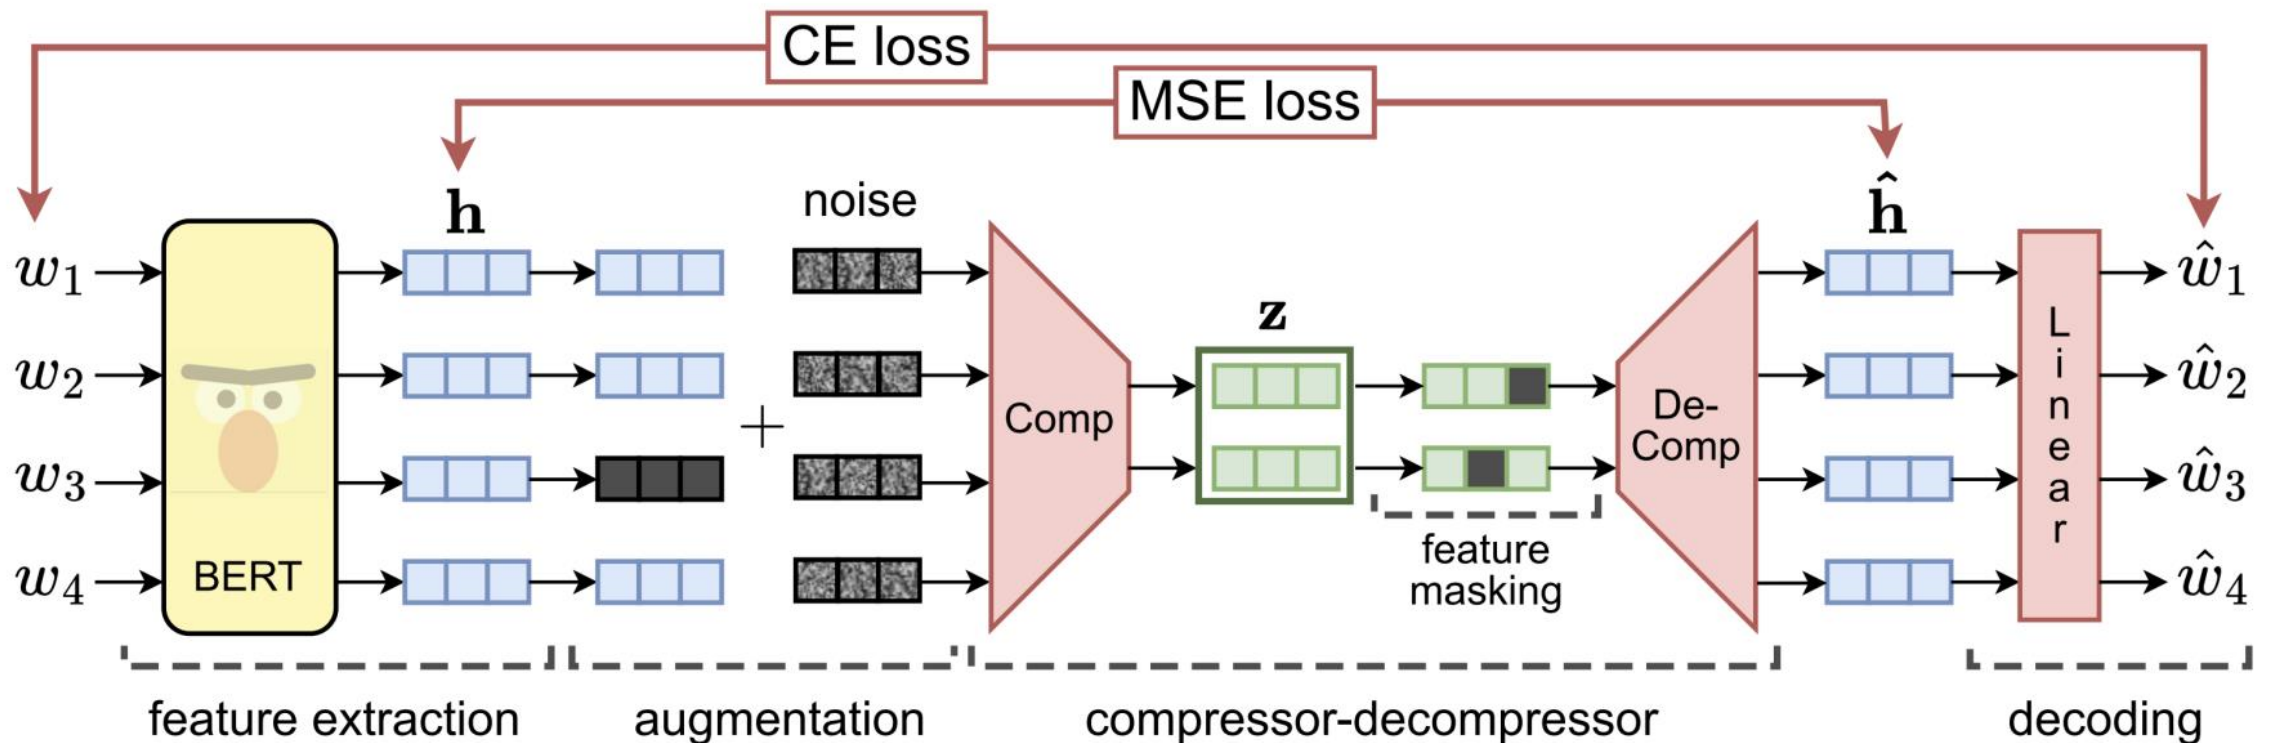 CE loss
MSE loss
h
noise
ĥ
w₁
ŵ₁
z
w₂
ŵ₂
Comp
De-
Comp
Linear
w₃
ŵ₃
feature
masking
BERT
w₄
ŵ₄
+
feature extraction
augmentation
compressor-decompressor
decoding